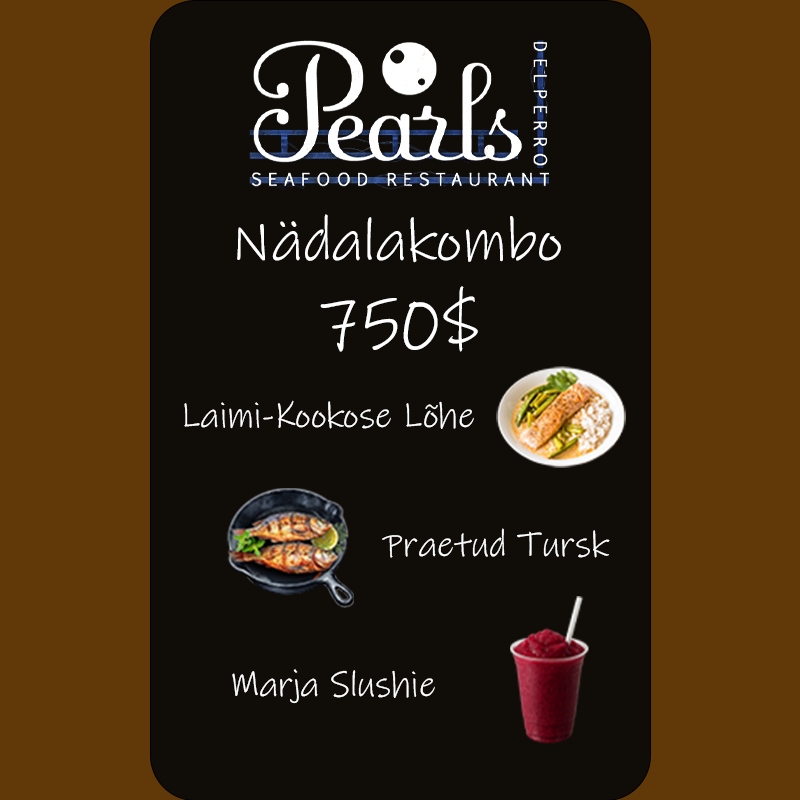 Pearls
DELPERRO
SEAFOOD RESTAURANT
Nädalakombo
750$
Laimi-Kookose Lõhe
Praetud Tursk
Marja Slushie